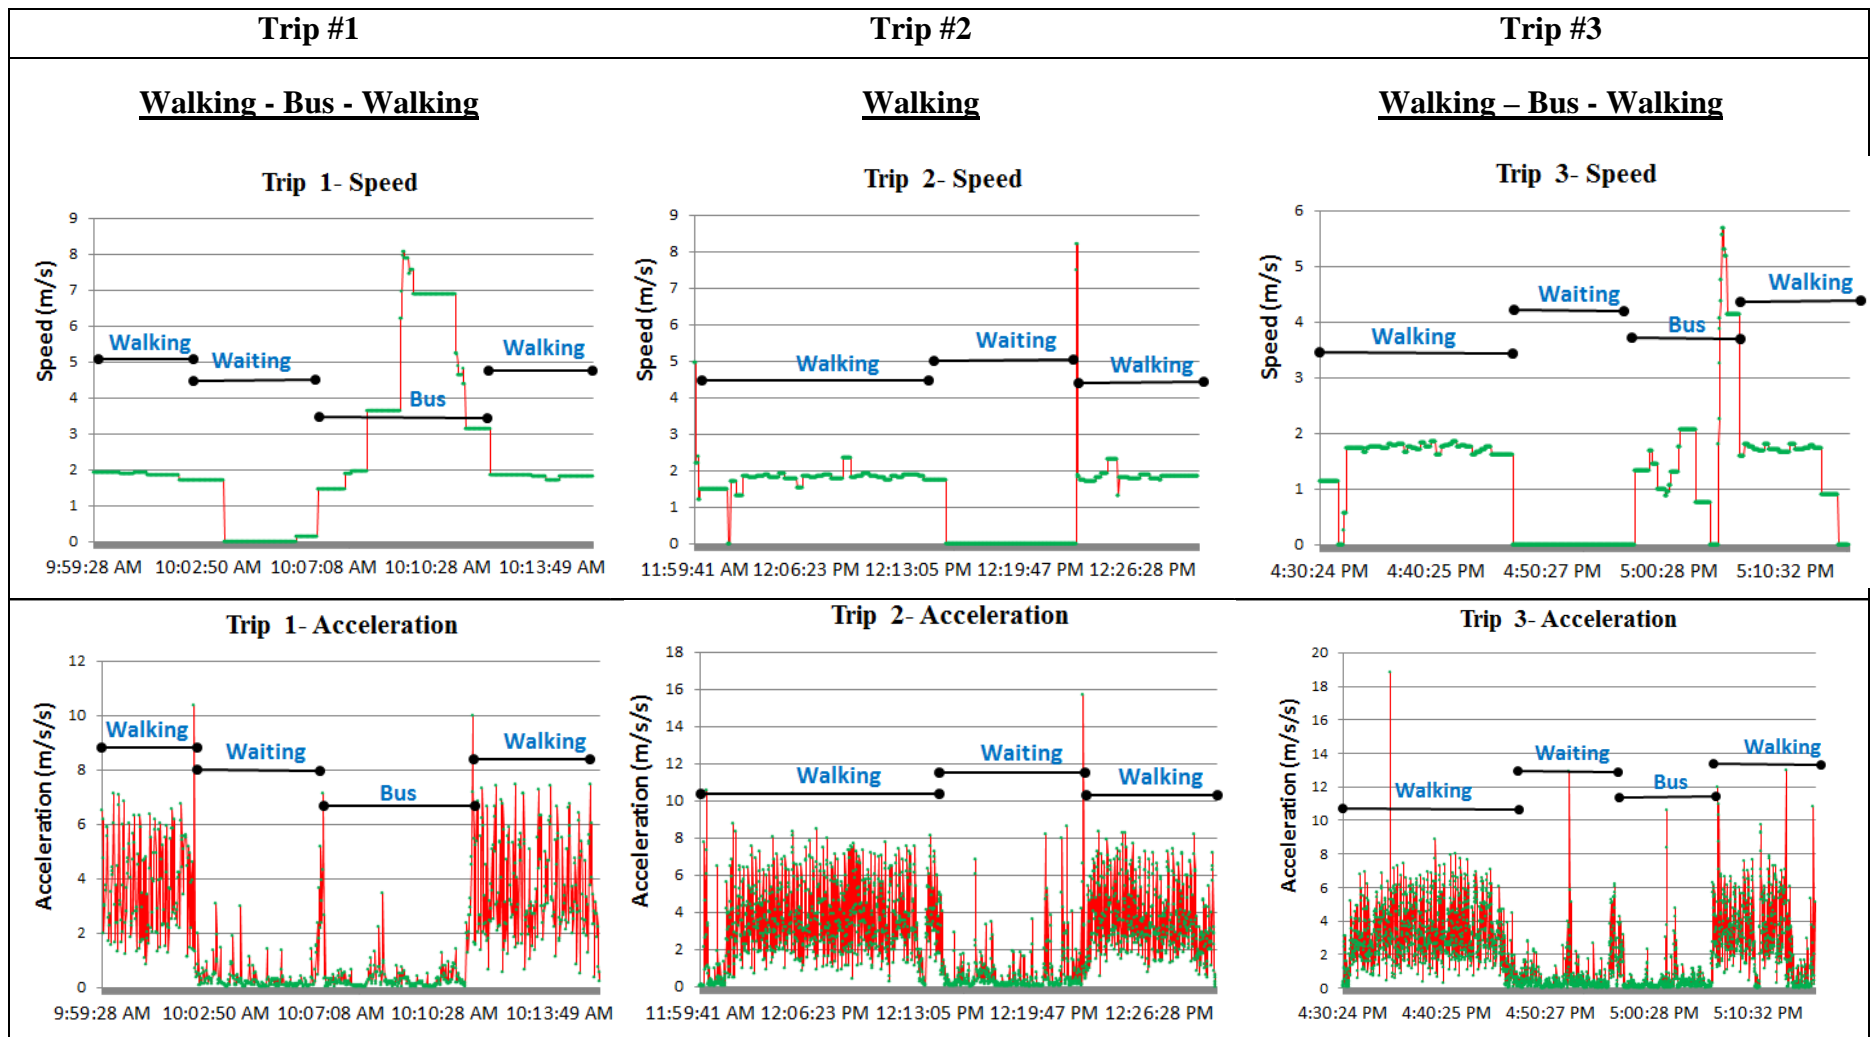 Trip #1
Trip #2
Trip #3
Walking - Bus - Walking
Walking
Walking – Bus - Walking
Trip 1- Speed
Speed (m/s)
9
8
7
6
5
4
3
2
1
0
Walking
Waiting
Bus
Walking
9:59:28 AM 10:02:50 AM 10:07:08 AM 10:10:28 AM 10:13:49 AM
Trip 2- Speed
Speed (m/s)
9
8
7
6
5
4
3
2
1
0
Walking
Waiting
Walking
11:59:41 AM 12:06:23 PM 12:13:05 PM 12:19:47 PM 12:26:28 PM
Trip 3- Speed
Speed (m/s)
6
5
4
3
2
1
0
Walking
Waiting
Bus
Walking
4:30:24 PM 4:40:25 PM 4:50:27 PM 5:00:28 PM 5:10:32 PM
Trip 1- Acceleration
Acceleration (m/s/s)
12
10
8
6
4
2
0
Walking
Waiting
Bus
Walking
9:59:28 AM 10:02:50 AM 10:07:08 AM 10:10:28 AM 10:13:49 AM
Trip 2- Acceleration
Acceleration (m/s/s)
18
16
14
12
10
8
6
4
2
0
Walking
Waiting
Walking
11:59:41 AM 12:06:23 PM 12:13:05 PM 12:19:47 PM 12:26:28 PM
Trip 3- Acceleration
Acceleration (m/s/s)
20
18
16
14
12
10
8
6
4
2
0
Walking
Waiting
Bus
Walking
4:30:24 PM 4:40:25 PM 4:50:27 PM 5:00:28 PM 5:10:32 PM